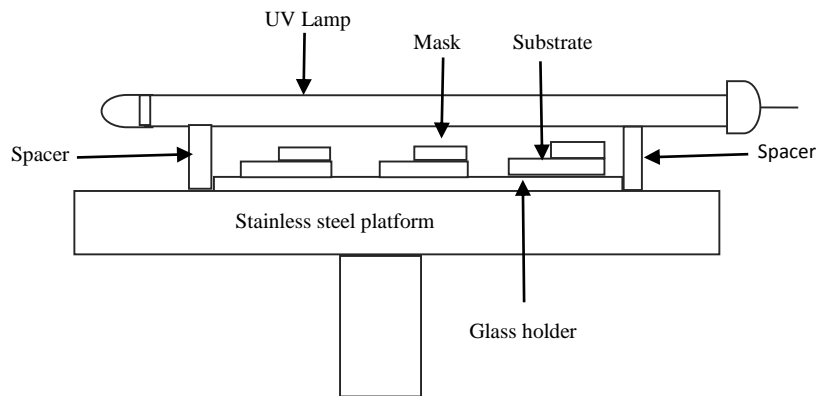 UV Lamp
Mask
Substrate
Spacer
Spacer
Stainless steel platform
Glass holder